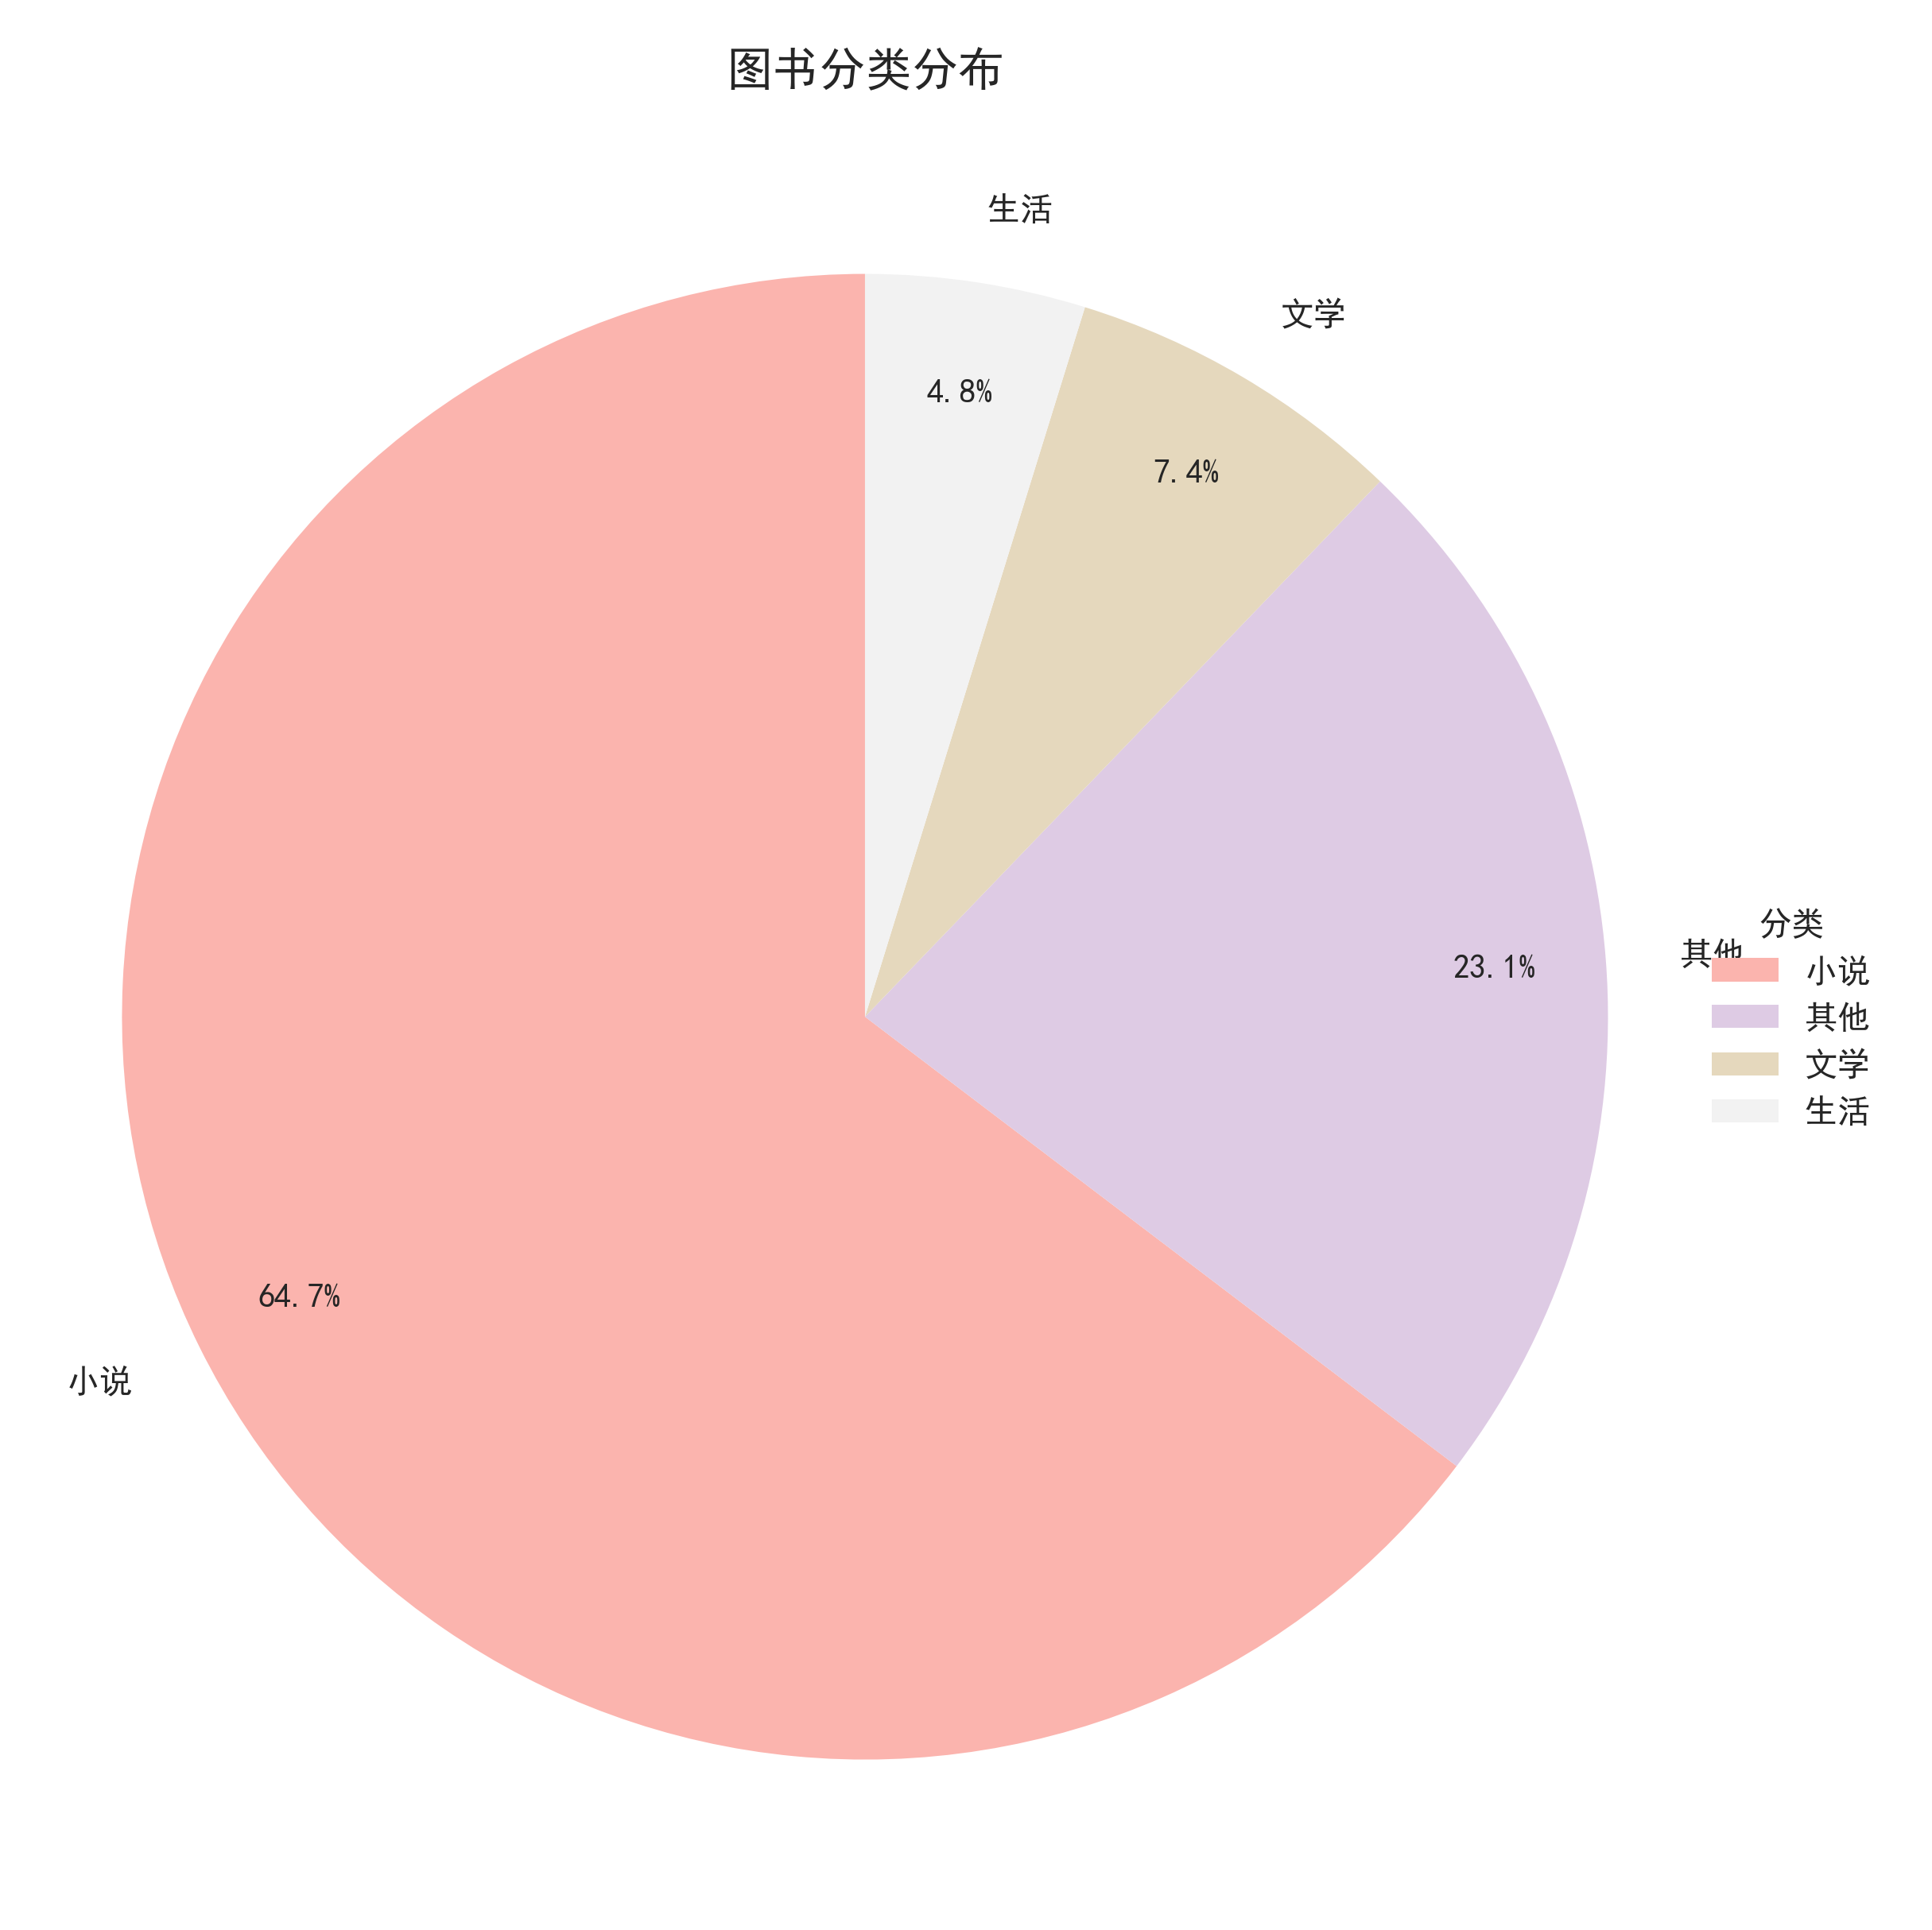 图书分类分布
生活
文学
4.8%
7.4%
23.1%
其他
64.7%
小说
分类
小说
其他
文学
生活